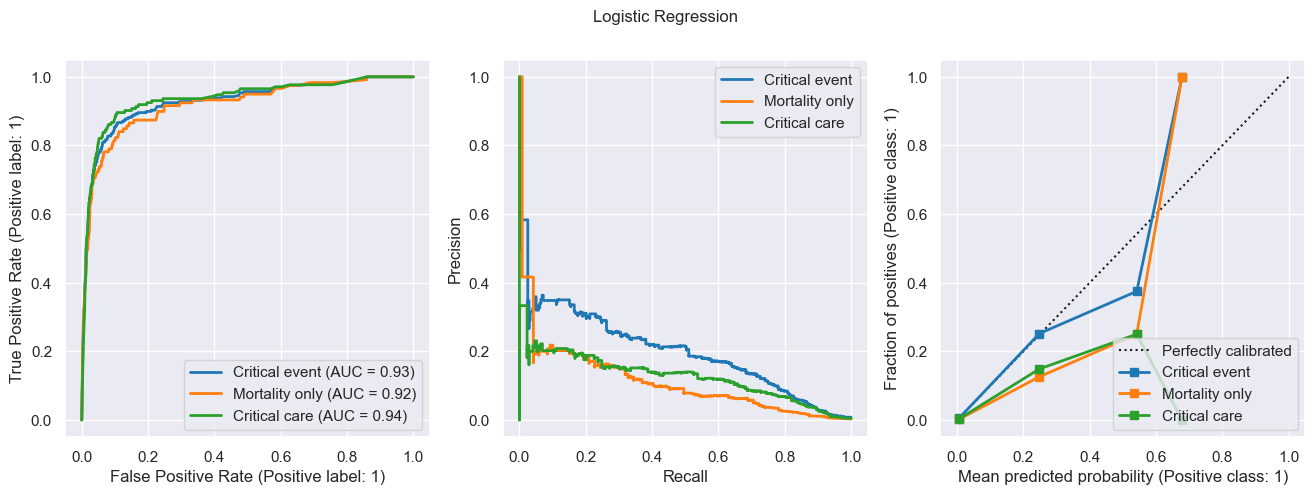 Logistic Regression
True Positive Rate (Positive label: 1)
1.0
0.8
0.6
0.4
0.2
0.0
Critical event (AUC = 0.93)
Mortality only (AUC = 0.92)
Critical care (AUC = 0.94)
0.0 0.2 0.4 0.6 0.8 1.0
False Positive Rate (Positive label: 1)
Precision
1.0
0.8
0.6
0.4
0.2
0.0
Critical event
Mortality only
Critical care
0.0 0.2 0.4 0.6 0.8 1.0
Recall
Fraction of positives (Positive class: 1)
1.0
0.8
0.6
0.4
0.2
0.0
Perfectly calibrated
Critical event
Mortality only
Critical care
0.0 0.2 0.4 0.6 0.8 1.0
Mean predicted probability (Positive class: 1)